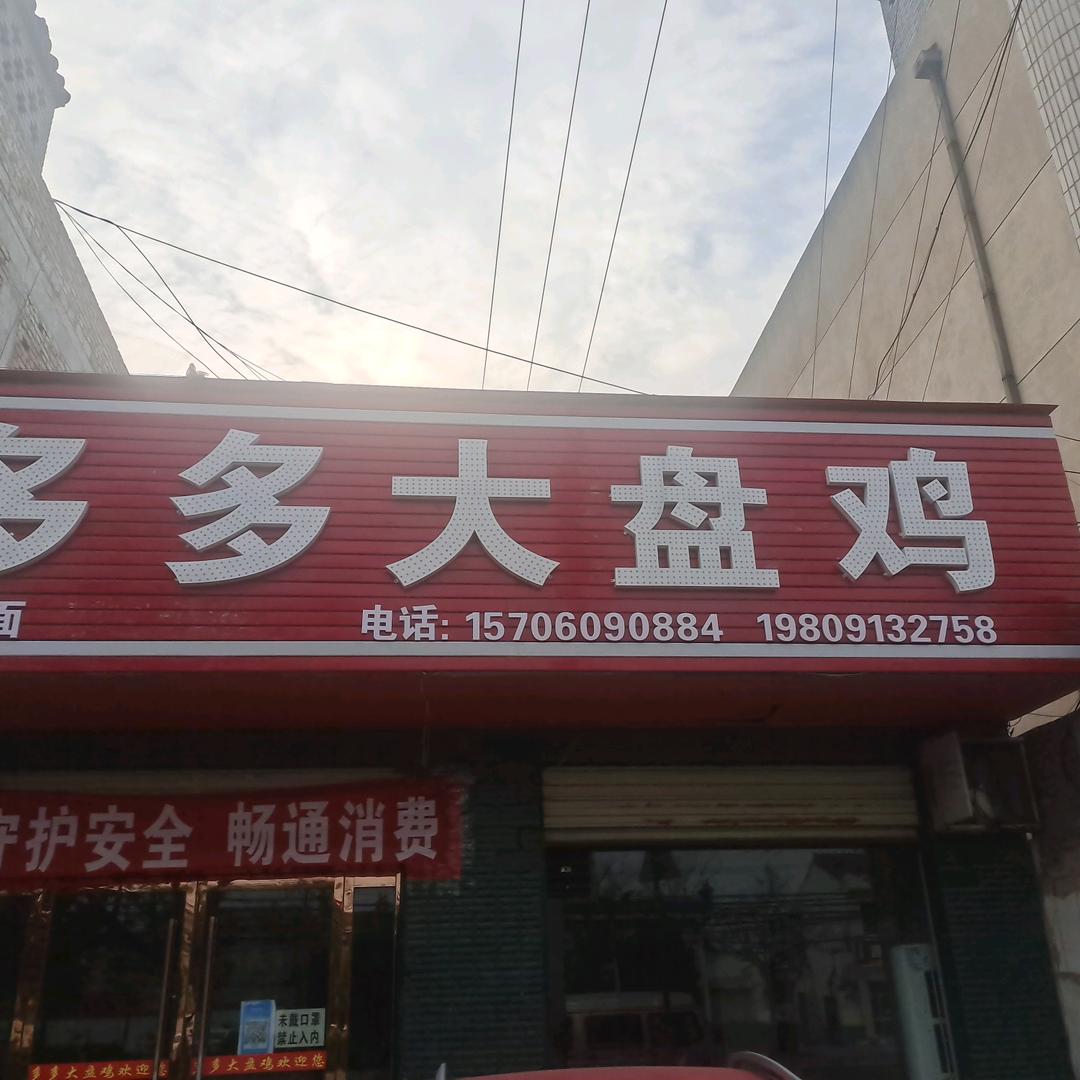 多多大盘鸡
面
电话: 15706090884 19809132758
守护安全 畅通消费
未戴口罩
禁止入内
多多大盘鸡欢迎您
多多大盘鸡欢迎您